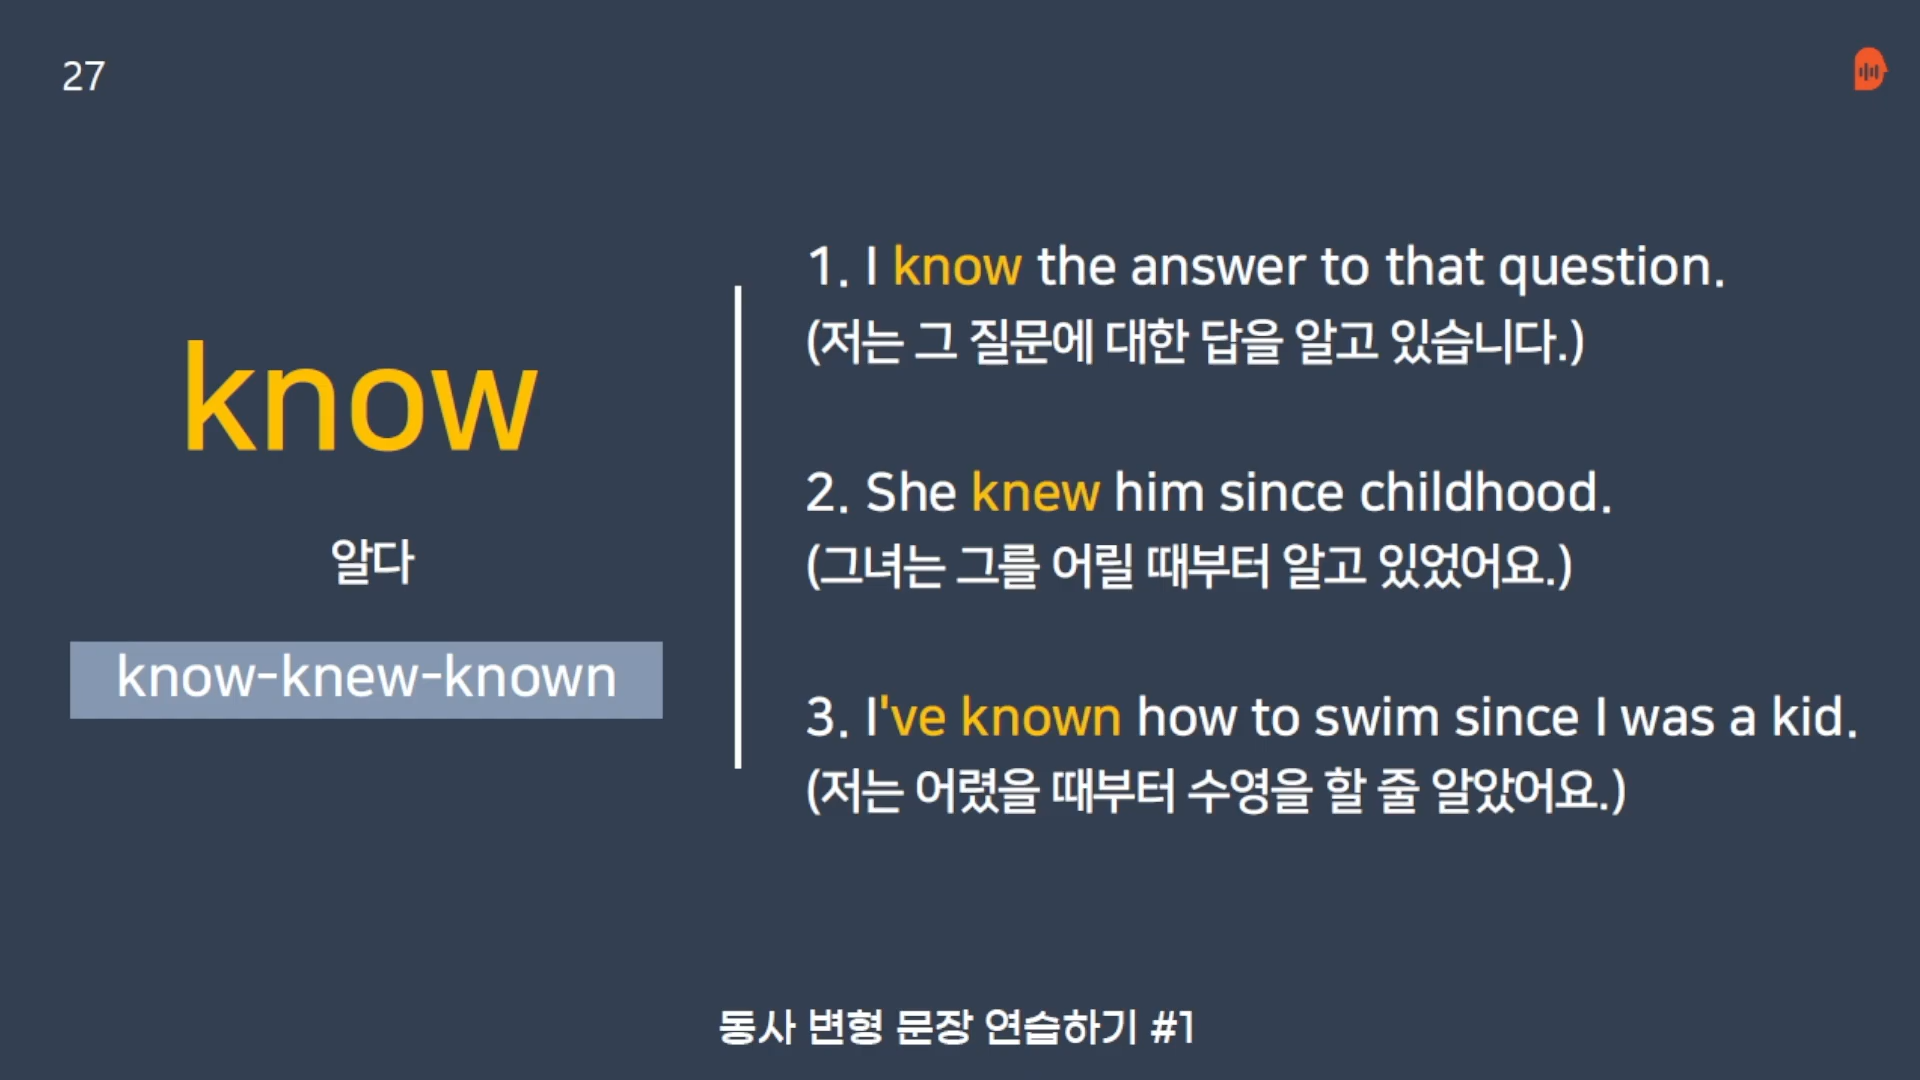 27
know
알다
know-knew-known
1. I know the answer to that question.
(저는 그 질문에 대한 답을 알고 있습니다.)
2. She knew him since childhood.
(그녀는 그를 어릴 때부터 알고 있었어요.)
3. I've known how to swim since I was a kid.
(저는 어렸을 때부터 수영을 할 줄 알았어요.)
동사 변형 문장 연습하기 #1